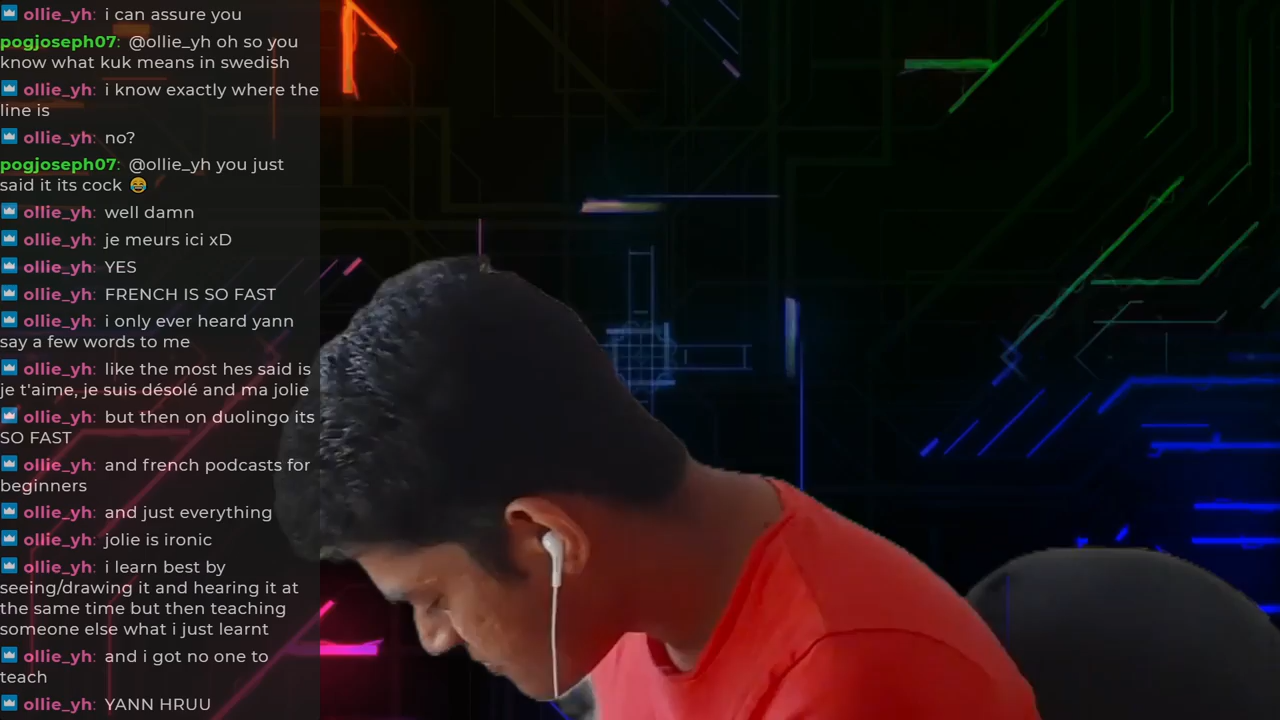 ollie_yh: i can assure you
pogjoseph07: @ollie_yh oh so you
know what kuk means in swedish
ollie_yh: i know exactly where the
line is
ollie_yh: no?
pogjoseph07: @ollie_yh you just
said it its cock 😂
ollie_yh: well damn
ollie_yh: je meurs ici xD
ollie_yh: YES
ollie_yh: FRENCH IS SO FAST
ollie_yh: i only ever heard yann
say a few words to me
ollie_yh: like the most hes said is
je t'aime, je suis désolé and ma jolie
ollie_yh: but then on duolingo its
SO FAST
ollie_yh: and french podcasts for
beginners
ollie_yh: and just everything
ollie_yh: jolie is ironic
ollie_yh: i learn best by
seeing/drawing it and hearing it at
the same time but then teaching
someone else what i just learnt
ollie_yh: and i got no one to
teach
ollie_yh: YANN HRUU